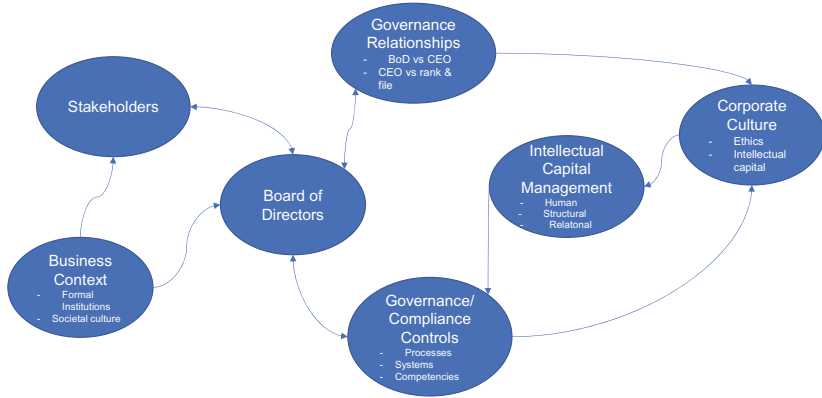 Governance
Relationships
- BoD vs CEO
- CEO vs rank &
file
Stakeholders
Corporate
Culture
- Ethics
- Intellectual
capital
Intellectual
Capital
Management
- Human
- Structural
- Relatonal
Board of
Directors
Business
Context
- Formal
Institutions
- Societal culture
Governance/
Compliance
Controls
- Processes
- Systems
- Competencies